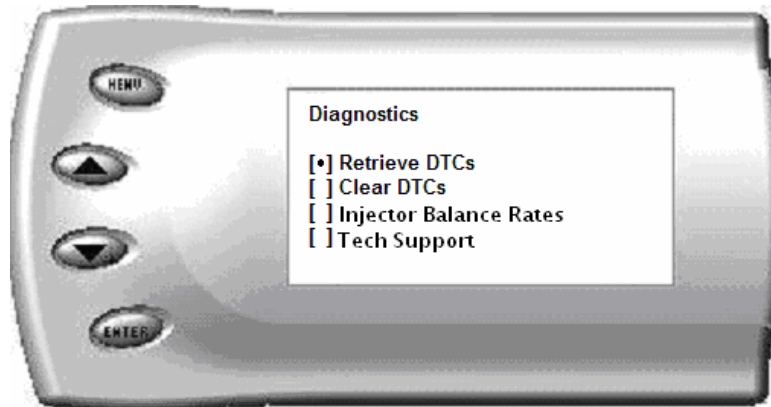 MENU
Diagnostics
[•] Retrieve DTCs
[ ] Clear DTCs
[ ] Injector Balance Rates
[ ] Tech Support
ENTER